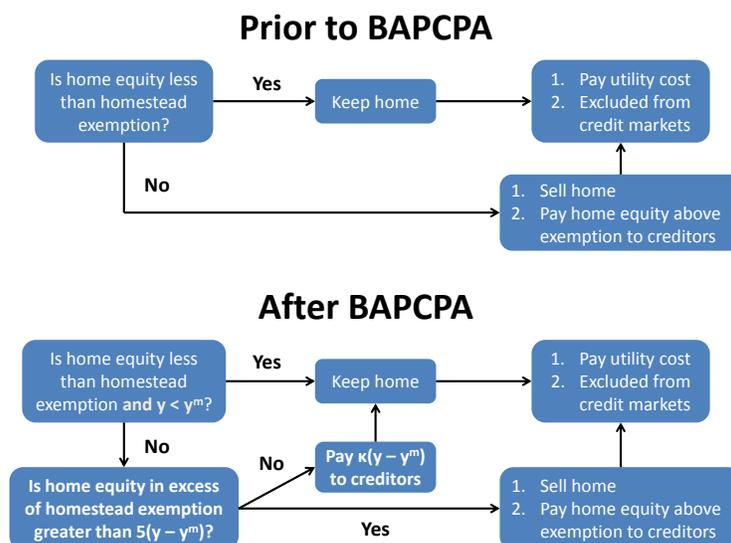 Prior to BAPCPA
Is home equity less
than homestead
exemption?
Yes
Keep home
1. Pay utility cost
2. Excluded from
credit markets
No
1. Sell home
2. Pay home equity above
exemption to creditors
After BAPCPA
Is home equity less
than homestead
exemption and y < yᵐ?
Yes
Keep home
1. Pay utility cost
2. Excluded from
credit markets
No
Is home equity in excess
of homestead exemption
greater than 5(y – yᵐ)?
No
Pay κ(y – yᵐ)
to creditors
Yes
1. Sell home
2. Pay home equity above
exemption to creditors